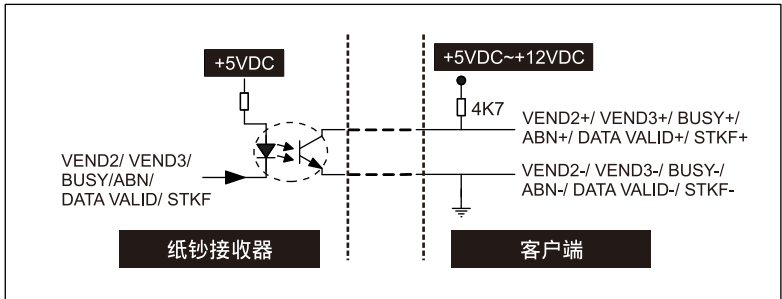 +5VDC
+5VDC~+12VDC
4K7
VEND2+/ VEND3+/ BUSY+/
ABN+/ DATA VALID+/ STKF+
VEND2/ VEND3/
BUSY/ABN/
DATA VALID/ STKF
VEND2-/ VEND3-/ BUSY-/
ABN-/ DATA VALID-/ STKF-
纸钞接收器
客户端